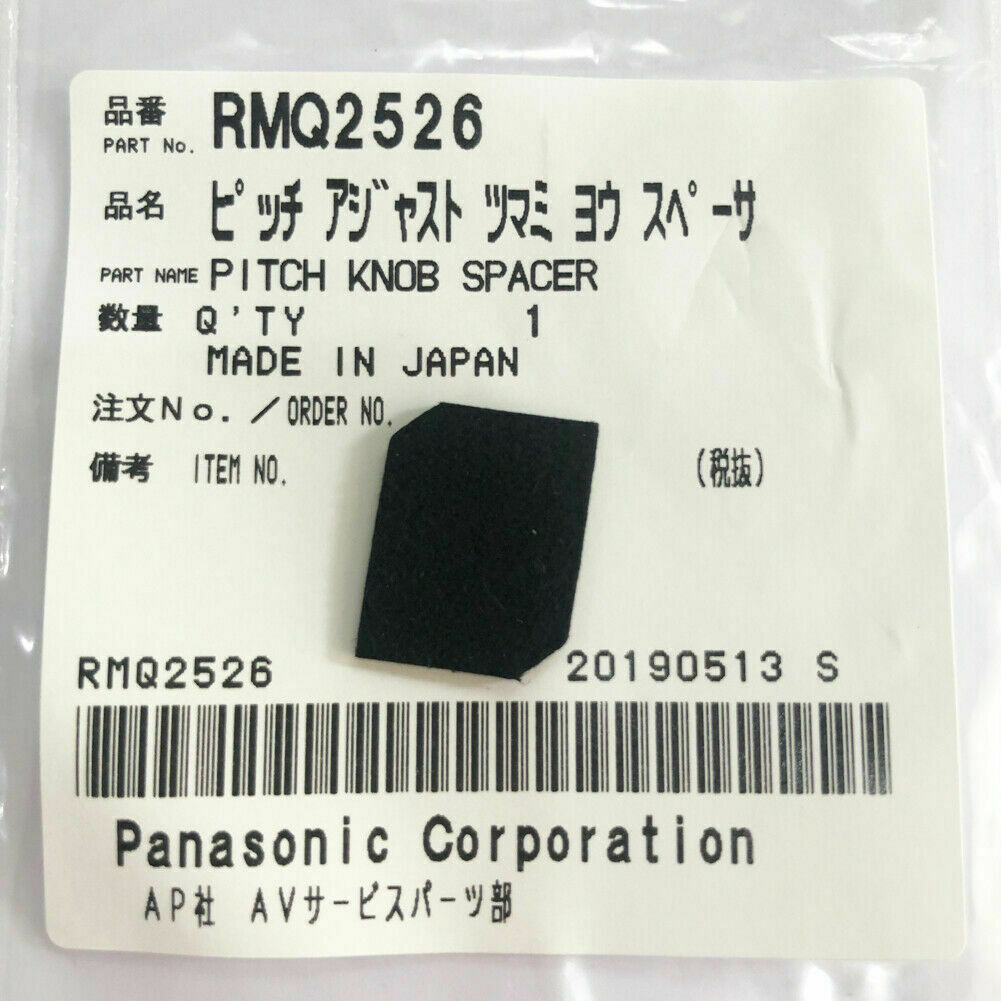 品番 PART No. RMQ2526
品名 ピッチ アジャスト ツマミ ヨウ スペーサ
PART NAME PITCH KNOB SPACER
数量 Q'TY 1
MADE IN JAPAN
注文No.／ORDER NO.
備考 ITEM NO. (税抜)
RMQ2526 20190513 S
Panasonic Corporation
AP社 AVサービスパーツ部